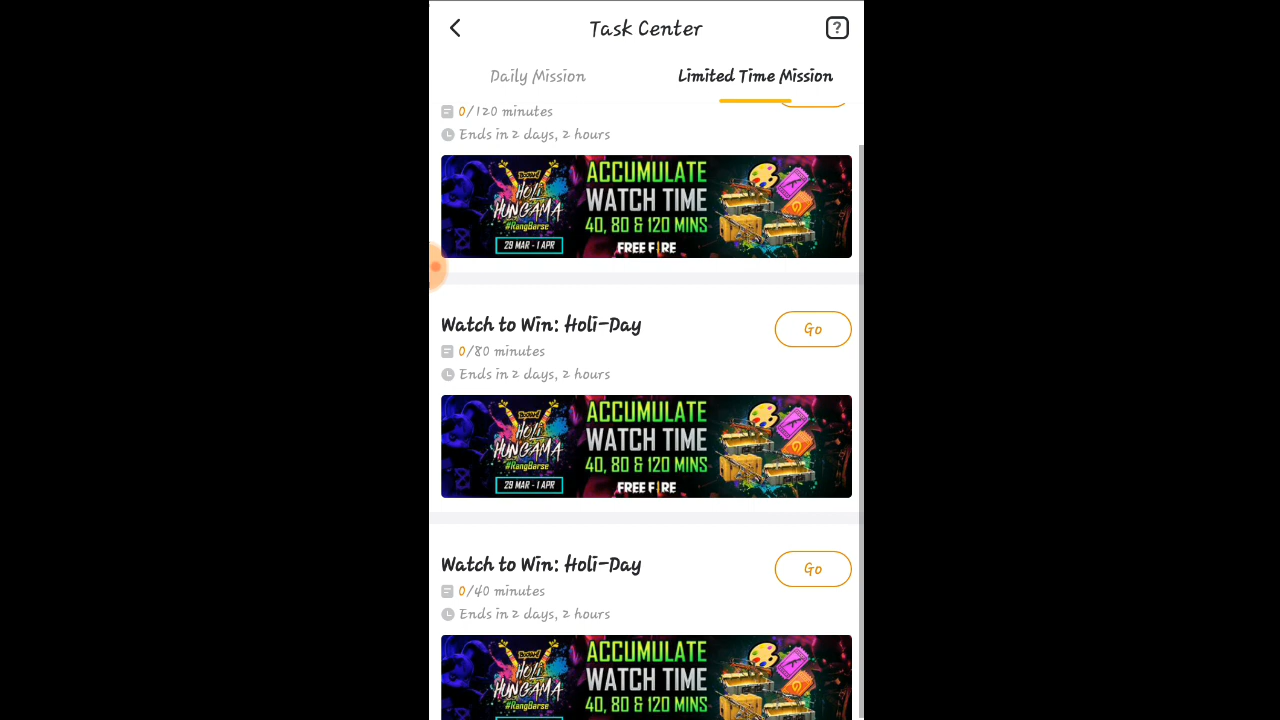 Task Center
?
Daily Mission
Limited Time Mission
0/120 minutes
Ends in 2 days, 2 hours
BOOYAH!
HOLI
HUNGAMA
#RangBarse
29 MAR - 1 APR
ACCUMULATE
WATCH TIME
40, 80 & 120 MINS
FREE FIRE
Watch to Win: Holi-Day
Go
0/80 minutes
Ends in 2 days, 2 hours
BOOYAH!
HOLI
HUNGAMA
#RangBarse
29 MAR - 1 APR
ACCUMULATE
WATCH TIME
40, 80 & 120 MINS
FREE FIRE
Watch to Win: Holi-Day
Go
0/40 minutes
Ends in 2 days, 2 hours
BOOYAH!
HOLI
HUNGAMA
#RangBarse
ACCUMULATE
WATCH TIME
40, 80 & 120 MINS